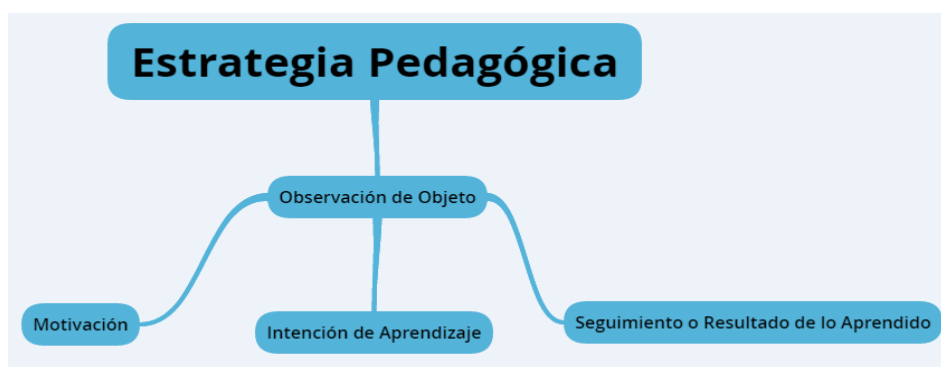 Estrategia Pedagógica
Observación de Objeto
Motivación
Intención de Aprendizaje
Seguimiento o Resultado de lo Aprendido